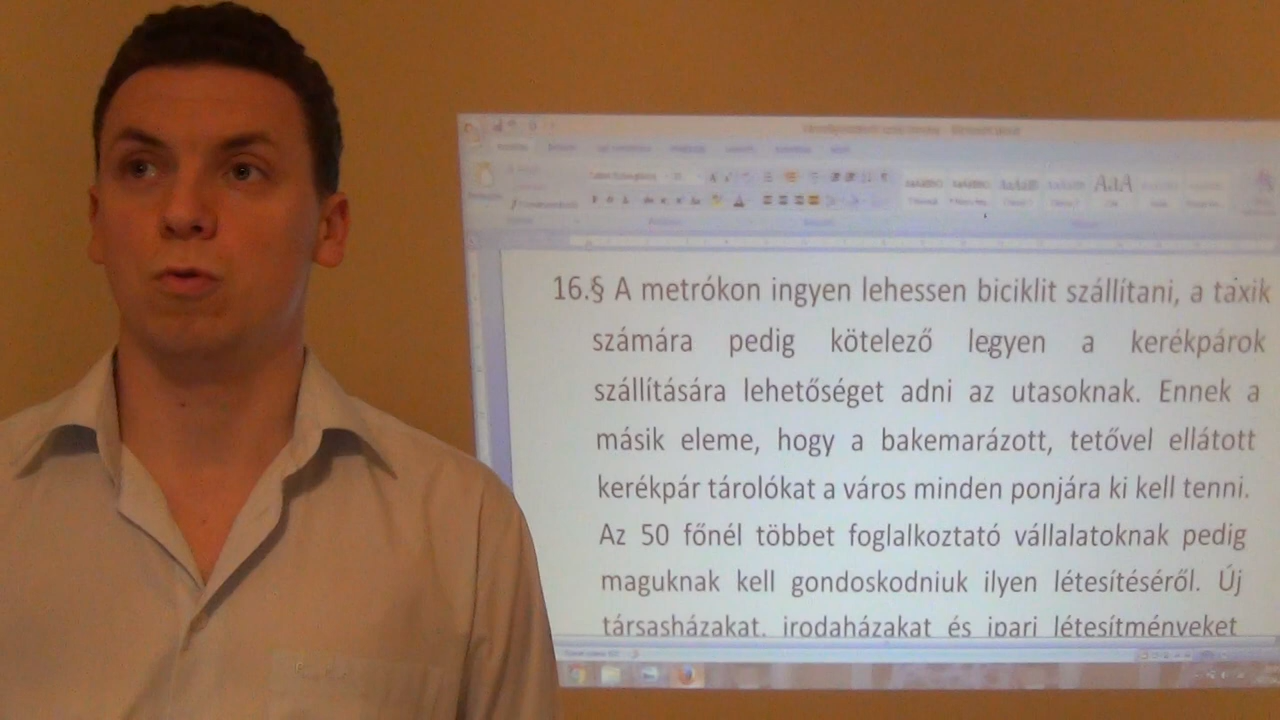 16.§ A metrókon ingyen lehessen biciklit szállítani, a taxik
számára pedig kötelező legyen a kerékpárok
szállítására lehetőséget adni az utasoknak. Ennek a
másik eleme, hogy a bakemarázott, tetővel ellátott
kerékpár tárolókat a város minden ponjára ki kell tenni.
Az 50 főnél többet foglalkoztató vállalatoknak pedig
maguknak kell gondoskodniuk ilyen létesítéséről. Új
társasházakat, irodaházakat és ipari létesítményeket